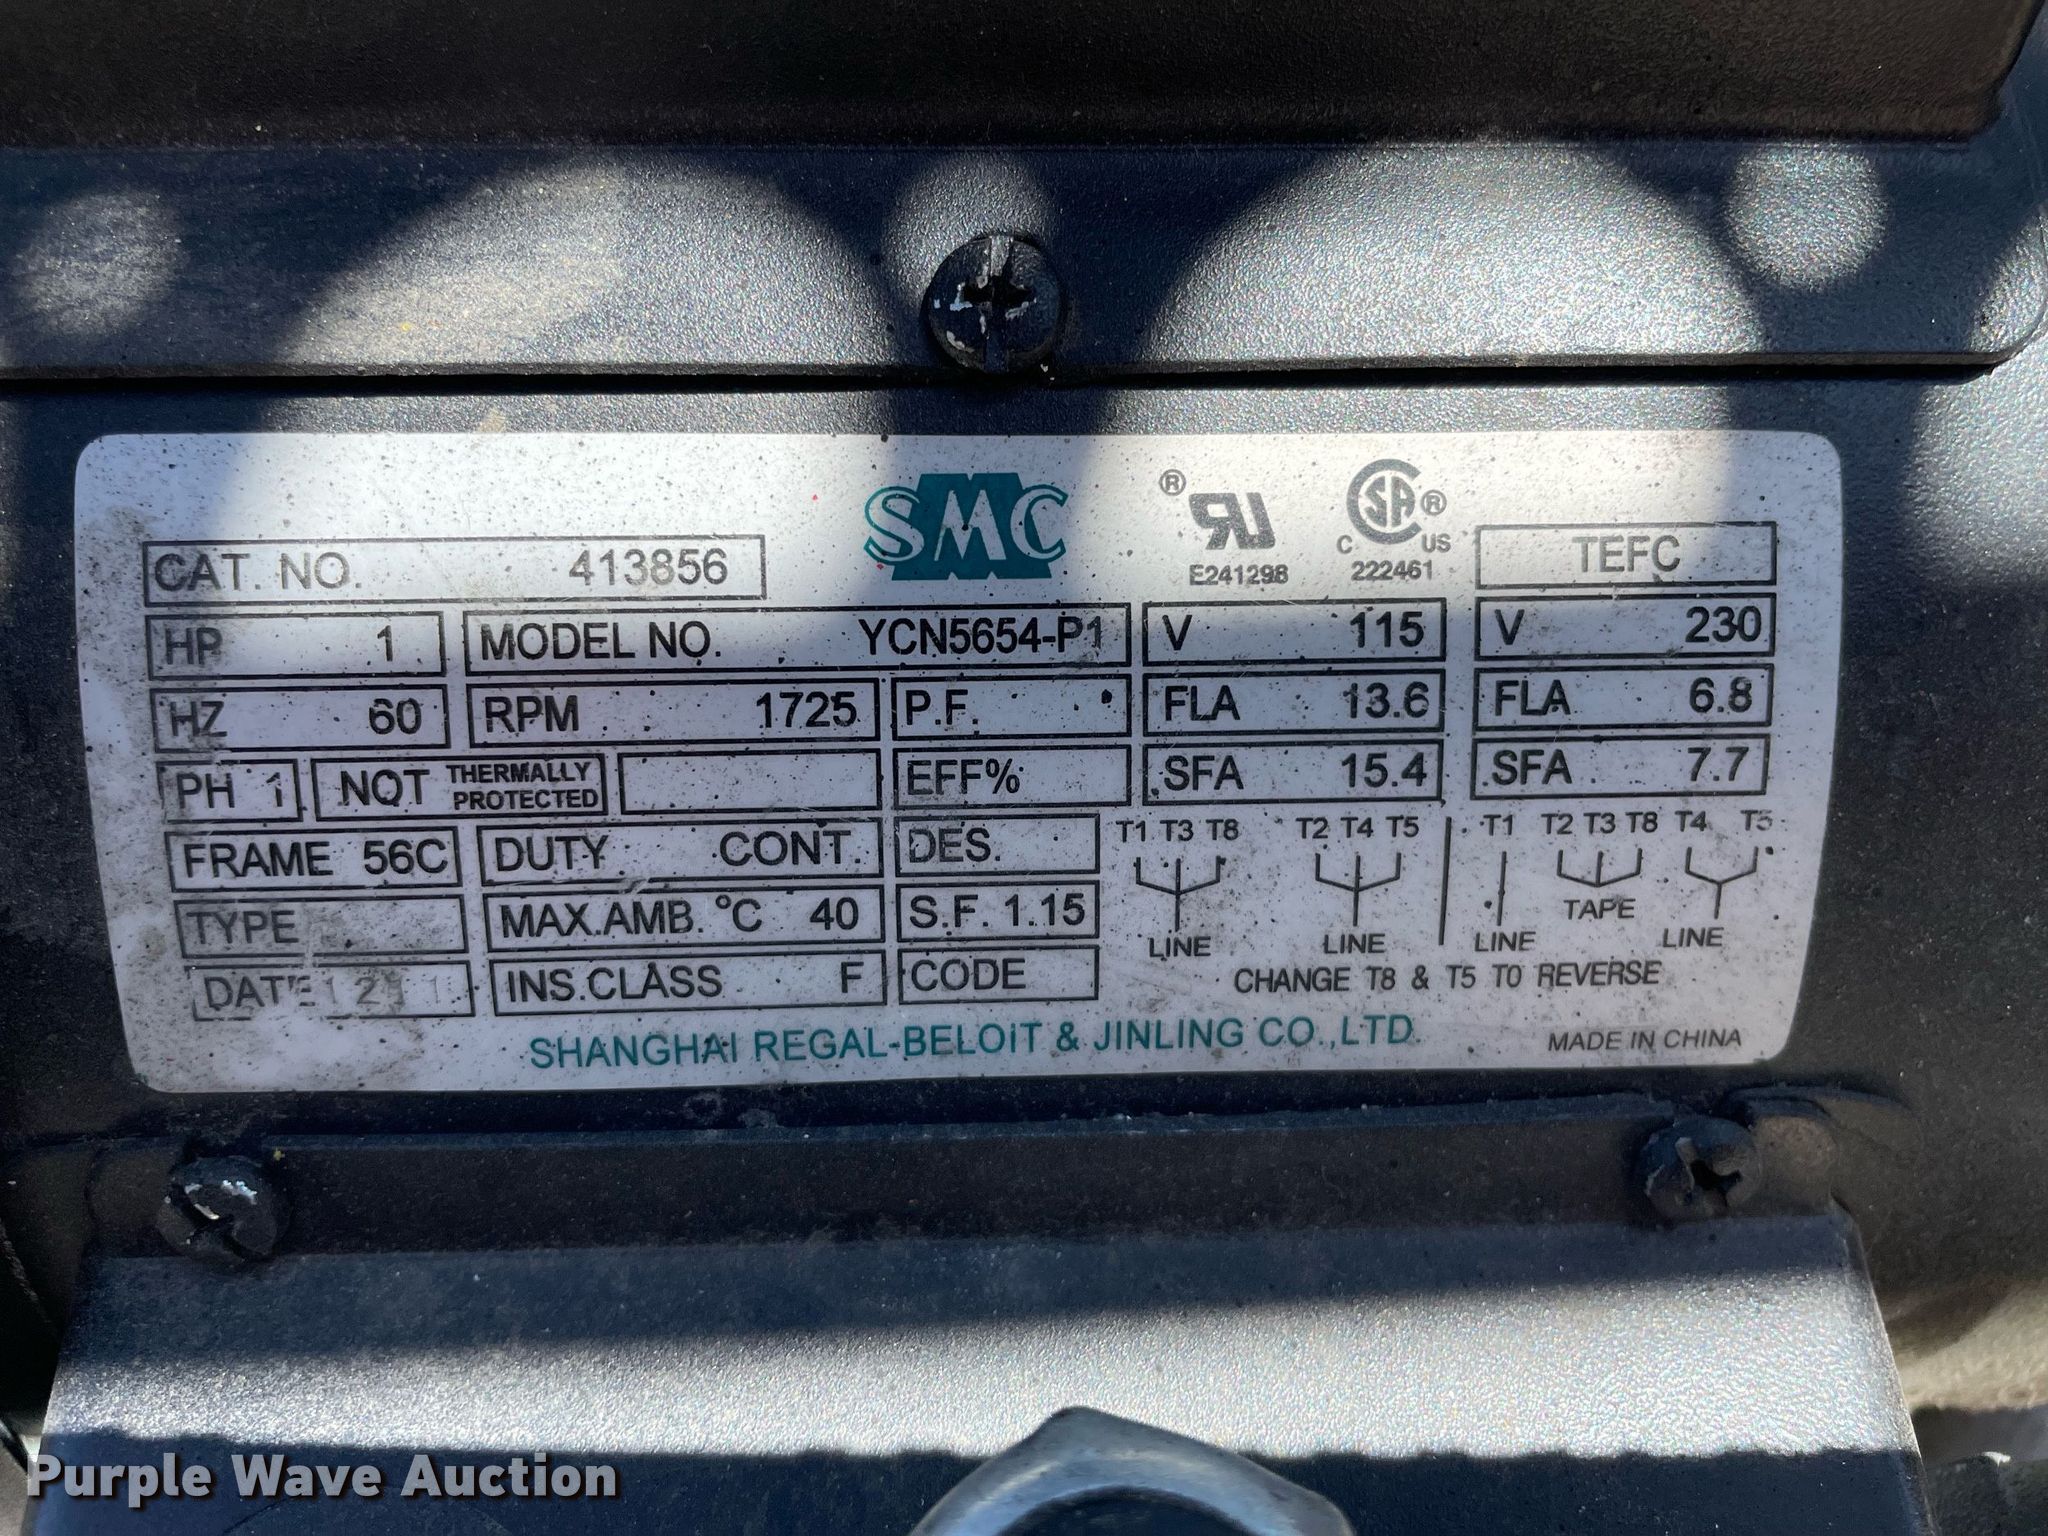 SMC
® RU
E241298
CSA ®
C US
222461
TEFC
CAT. NO. 413856
HP 1 MODEL NO. YCN5654-P1 V 115 V 230
HZ 60 RPM 1725 P.F. FLA 13.6 FLA 6.8
PH 1 NOT THERMALLY PROTECTED EFF% SFA 15.4 SFA 7.7
FRAME 56C DUTY CONT. DES.
T1 T3 T8 T2 T4 T5 T1 T2 T3 T8 T4 T5
TYPE MAX.AMB. °C 40 S.F. 1.15
TAPE
LINE LINE LINE LINE
DATE INS.CLASS F CODE
CHANGE T8 & T5 TO REVERSE
SHANGHAI REGAL-BELOIT & JINLING CO.,LTD.
MADE IN CHINA
Purple Wave Auction